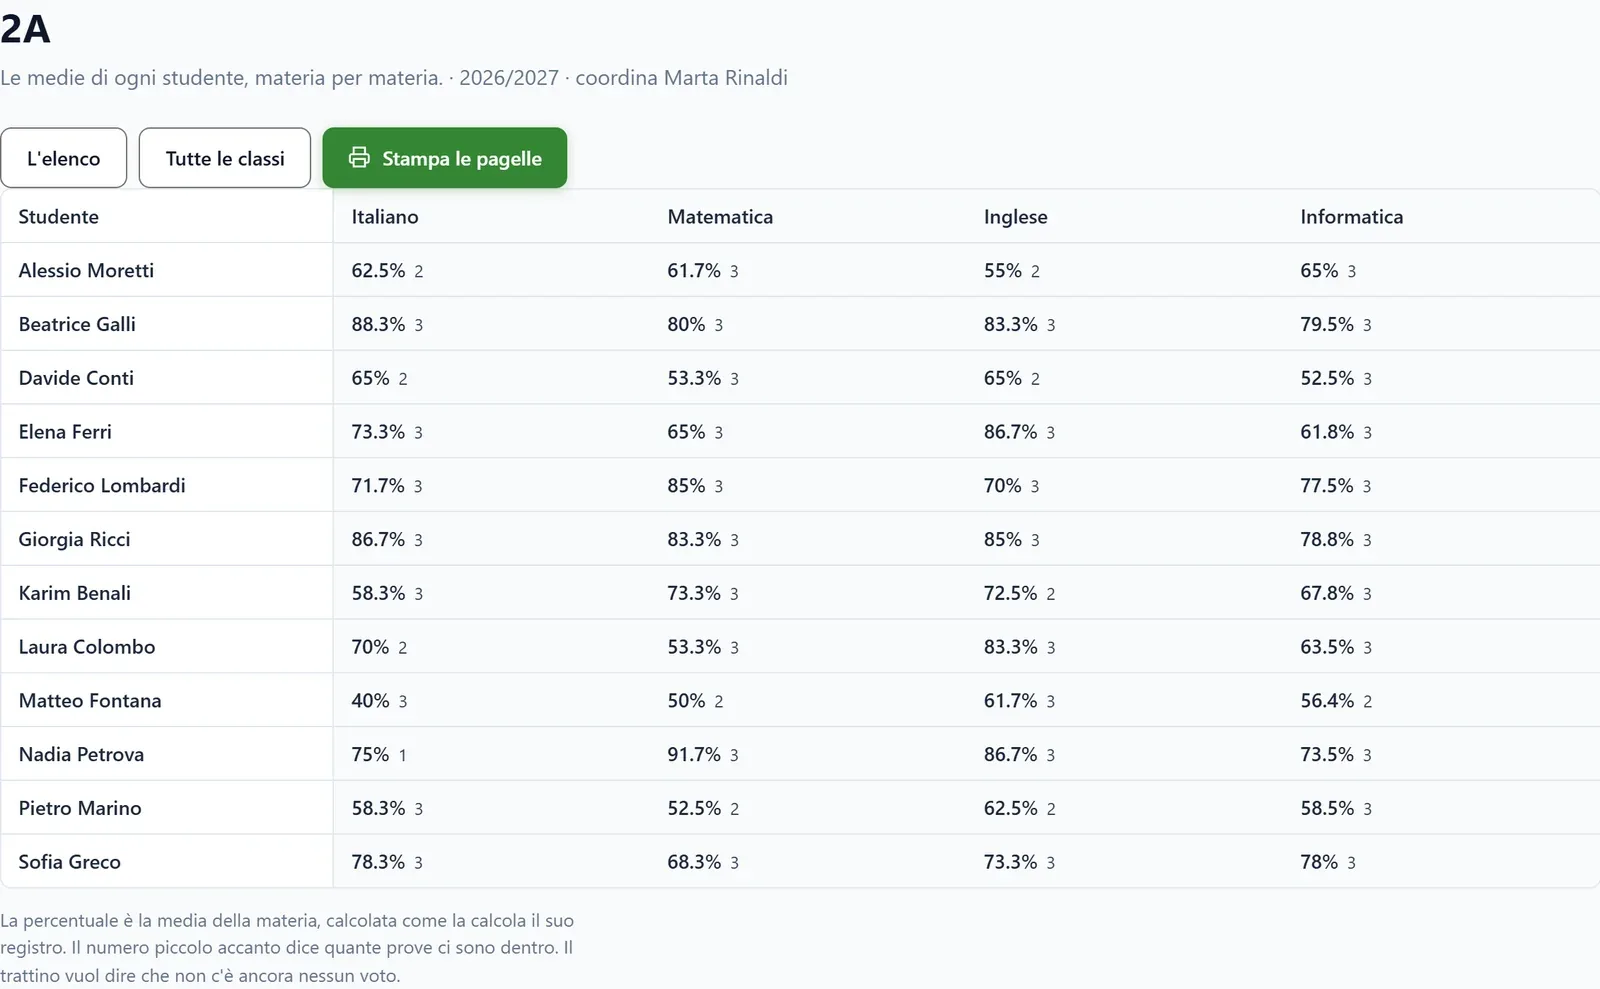 2A
Le medie di ogni studente, materia per materia. · 2026/2027 · coordina Marta Rinaldi
L'elenco Tutte le classi Stampa le pagelle
Studente Italiano Matematica Inglese Informatica
Alessio Moretti 62.5% 2 61.7% 3 55% 2 65% 3
Beatrice Galli 88.3% 3 80% 3 83.3% 3 79.5% 3
Davide Conti 65% 2 53.3% 3 65% 2 52.5% 3
Elena Ferri 73.3% 3 65% 3 86.7% 3 61.8% 3
Federico Lombardi 71.7% 3 85% 3 70% 3 77.5% 3
Giorgia Ricci 86.7% 3 83.3% 3 85% 3 78.8% 3
Karim Benali 58.3% 3 73.3% 3 72.5% 2 67.8% 3
Laura Colombo 70% 2 53.3% 3 83.3% 3 63.5% 3
Matteo Fontana 40% 3 50% 2 61.7% 3 56.4% 2
Nadia Petrova 75% 1 91.7% 3 86.7% 3 73.5% 3
Pietro Marino 58.3% 3 52.5% 2 62.5% 2 58.5% 3
Sofia Greco 78.3% 3 68.3% 3 73.3% 3 78% 3
La percentuale è la media della materia, calcolata come la calcola il suo
registro. Il numero piccolo accanto dice quante prove ci sono dentro. Il
trattino vuol dire che non c'è ancora nessun voto.